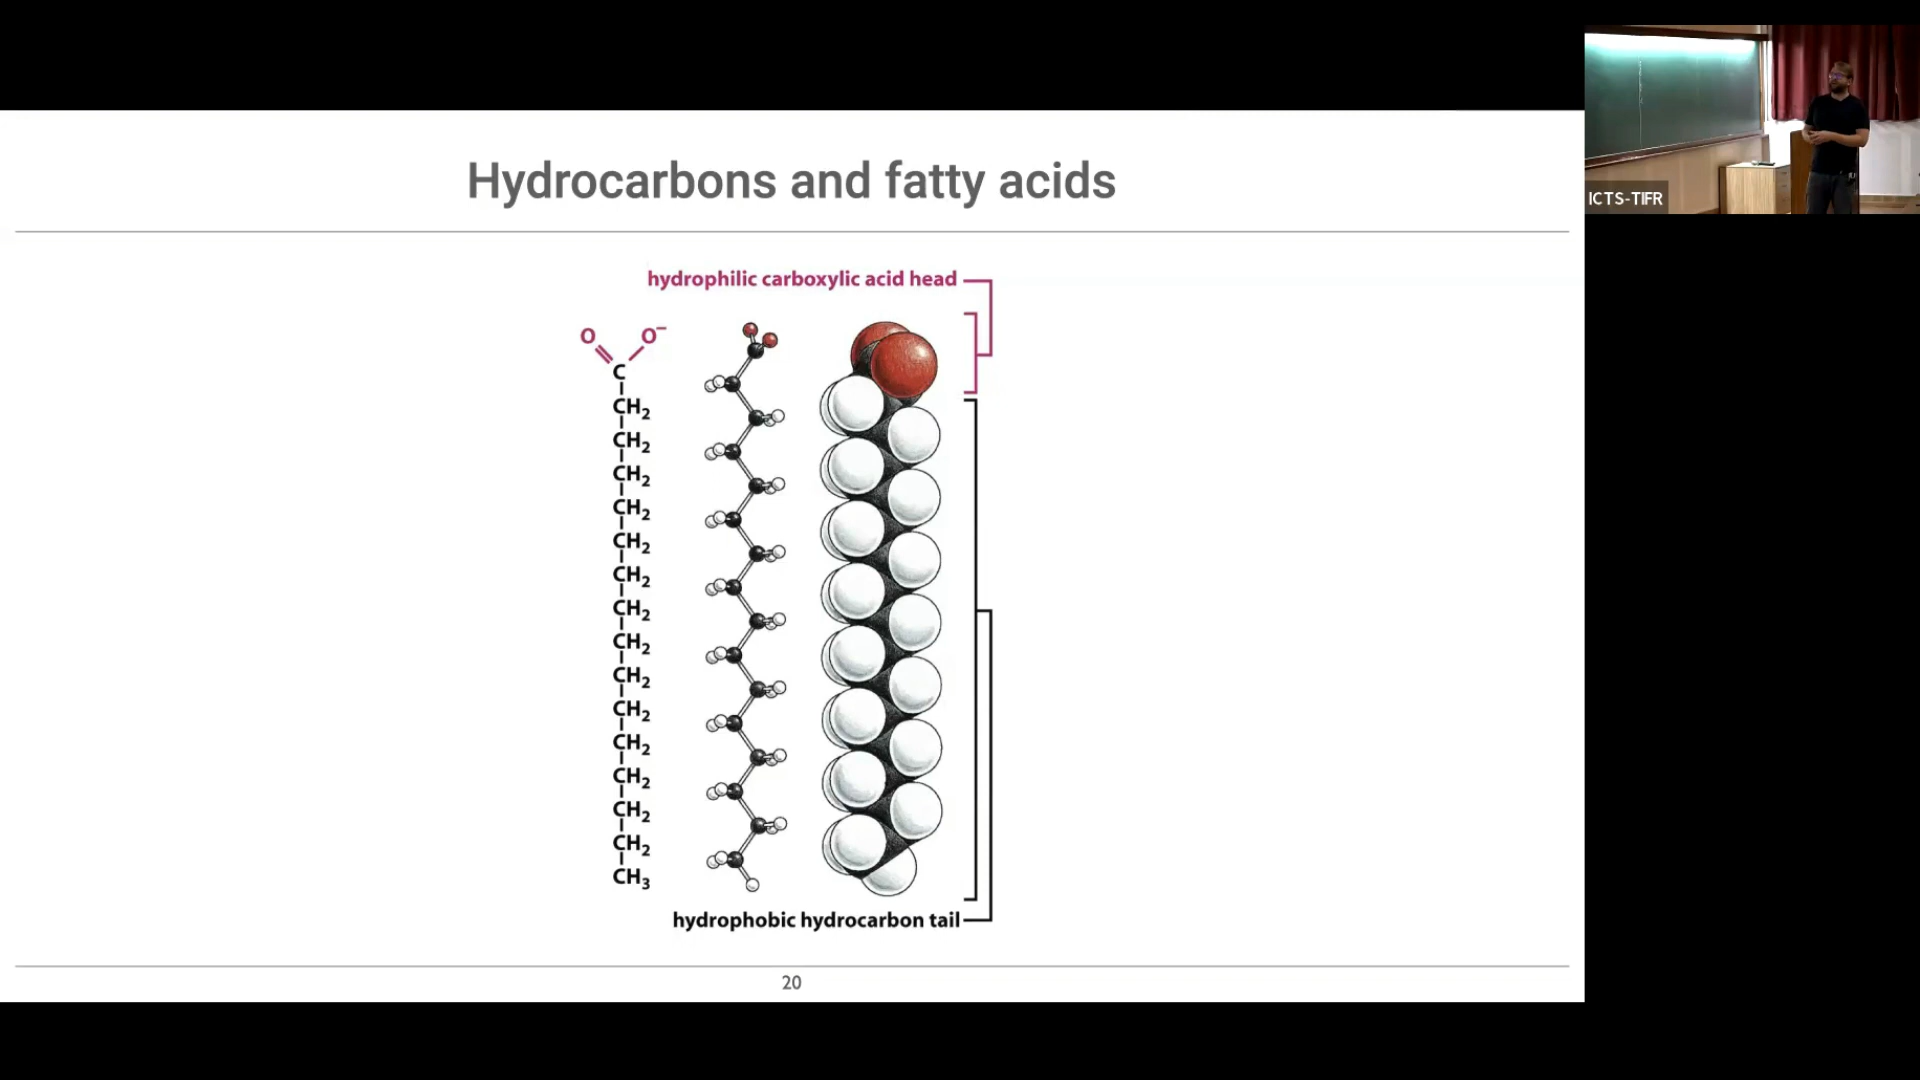 Hydrocarbons and fatty acids
hydrophilic carboxylic acid head
O O⁻
C
CH₂
CH₂
CH₂
CH₂
CH₂
CH₂
CH₂
CH₂
CH₂
CH₂
CH₂
CH₂
CH₂
CH₂
CH₃
hydrophobic hydrocarbon tail
20
ICTS-TIFR